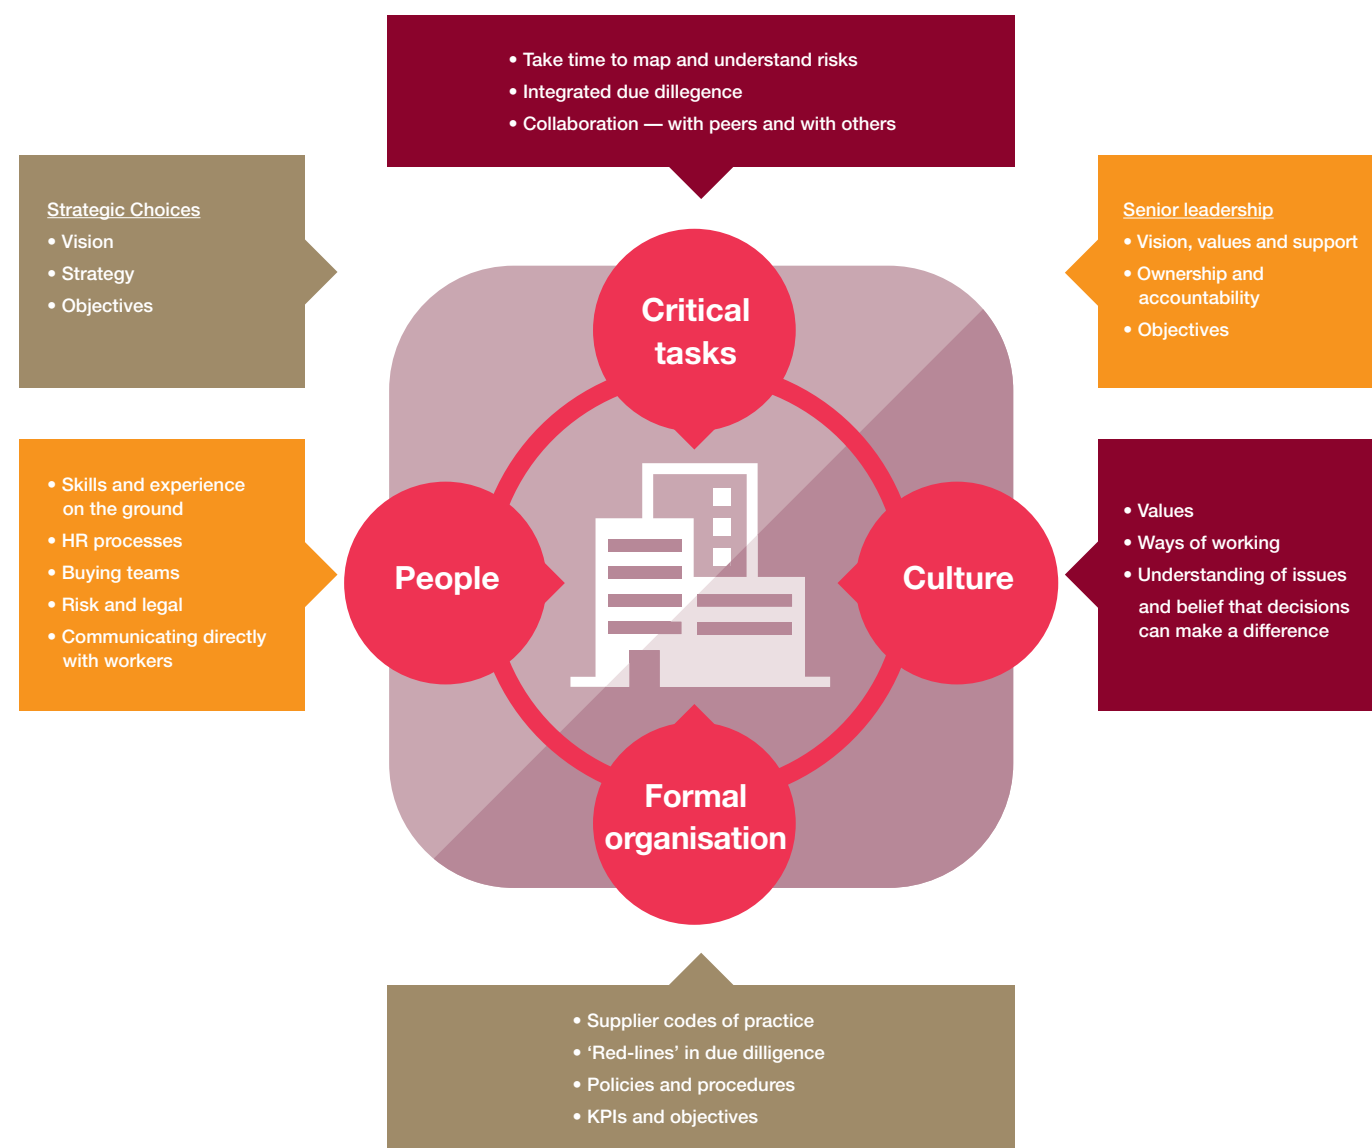 • Take time to map and understand risks
• Integrated due dillegence
• Collaboration — with peers and with others
Strategic Choices
• Vision
• Strategy
• Objectives
Senior leadership
• Vision, values and support
• Ownership and
accountability
• Objectives
Critical
tasks
• Skills and experience
on the ground
• HR processes
• Buying teams
• Risk and legal
• Communicating directly
with workers
People
Culture
• Values
• Ways of working
• Understanding of issues
and belief that decisions
can make a difference
Formal
organisation
• Supplier codes of practice
• ‘Red-lines’ in due dilligence
• Policies and procedures
• KPIs and objectives